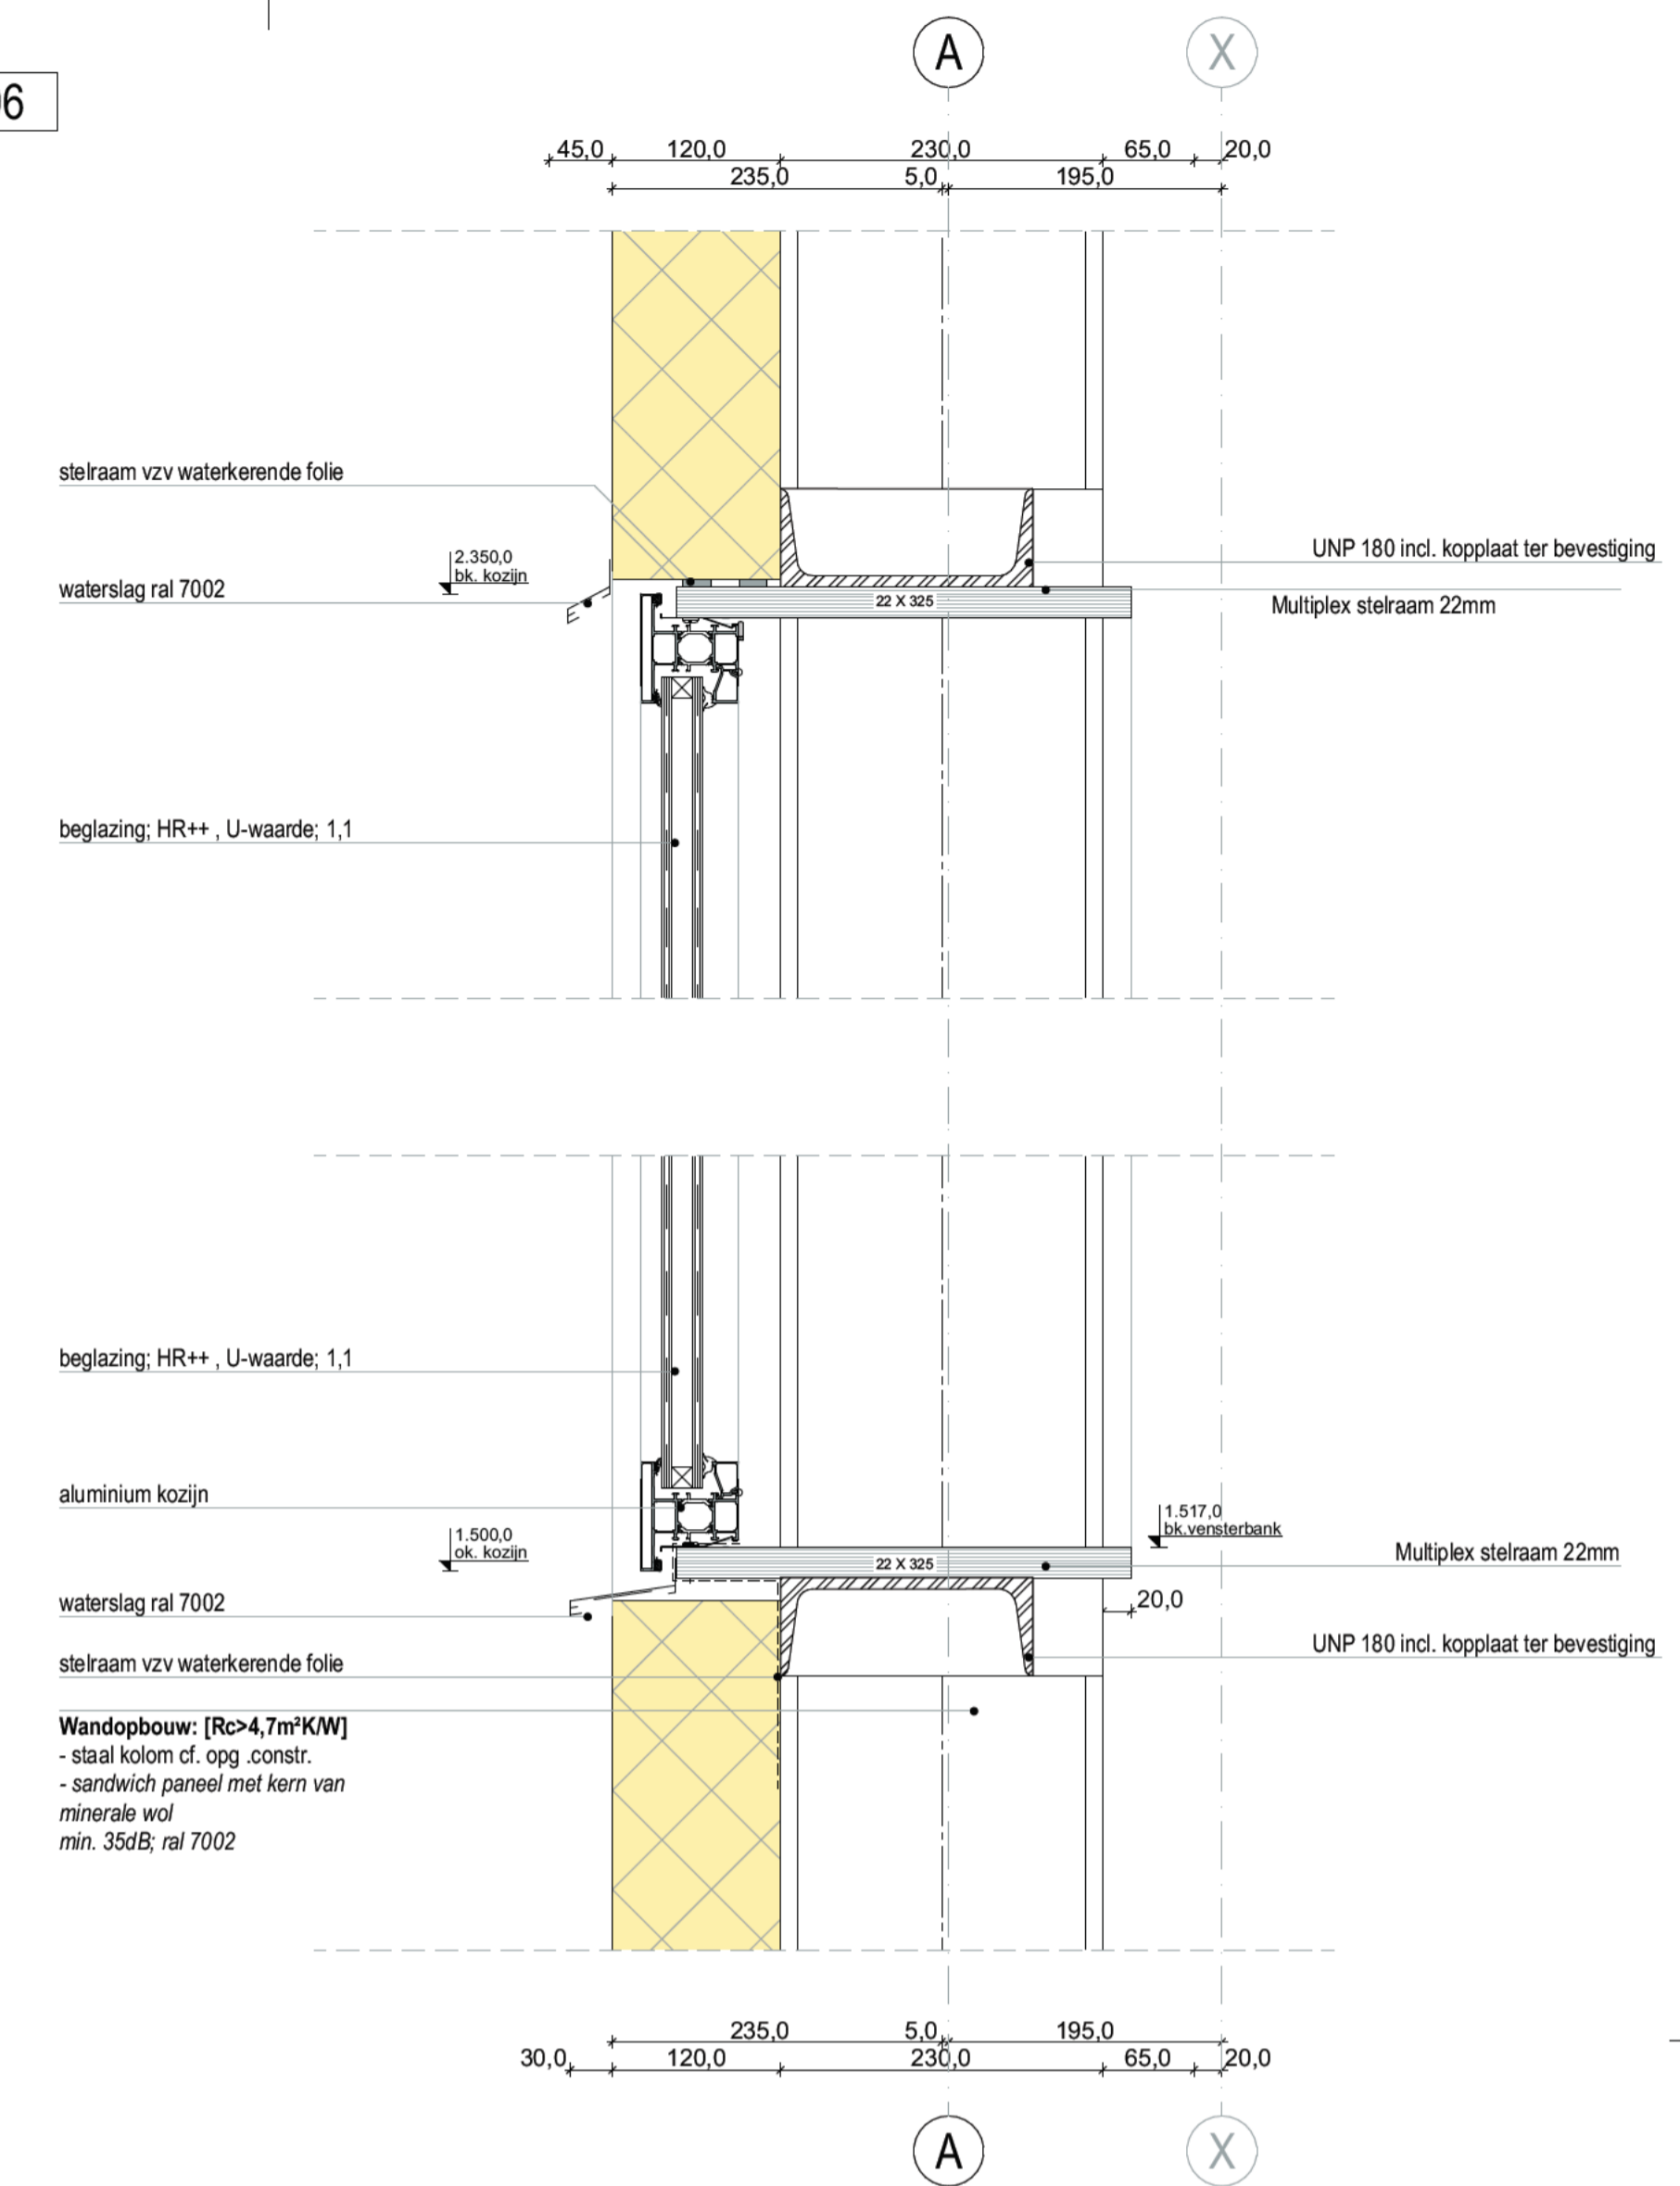 A X
06
45,0 120,0 230,0 65,0 20,0
235,0 5,0 195,0
stelraam vzv waterkerende folie
2.350,0
bk. kozijn
UNP 180 incl. kopplaat ter bevestiging
waterslag ral 7002
22 X 325
Multiplex stelraam 22mm
beglazing; HR++ , U-waarde; 1,1
beglazing; HR++ , U-waarde; 1,1
aluminium kozijn
1.517,0
bk.vensterbank
1.500,0
ok. kozijn
22 X 325
Multiplex stelraam 22mm
waterslag ral 7002
20,0
UNP 180 incl. kopplaat ter bevestiging
stelraam vzv waterkerende folie
Wandopbouw: [Rc>4,7m²K/W]
- staal kolom cf. opg .constr.
- sandwich paneel met kern van
minerale wol
min. 35dB; ral 7002
235,0 5,0 195,0
30,0 120,0 230,0 65,0 20,0
A X